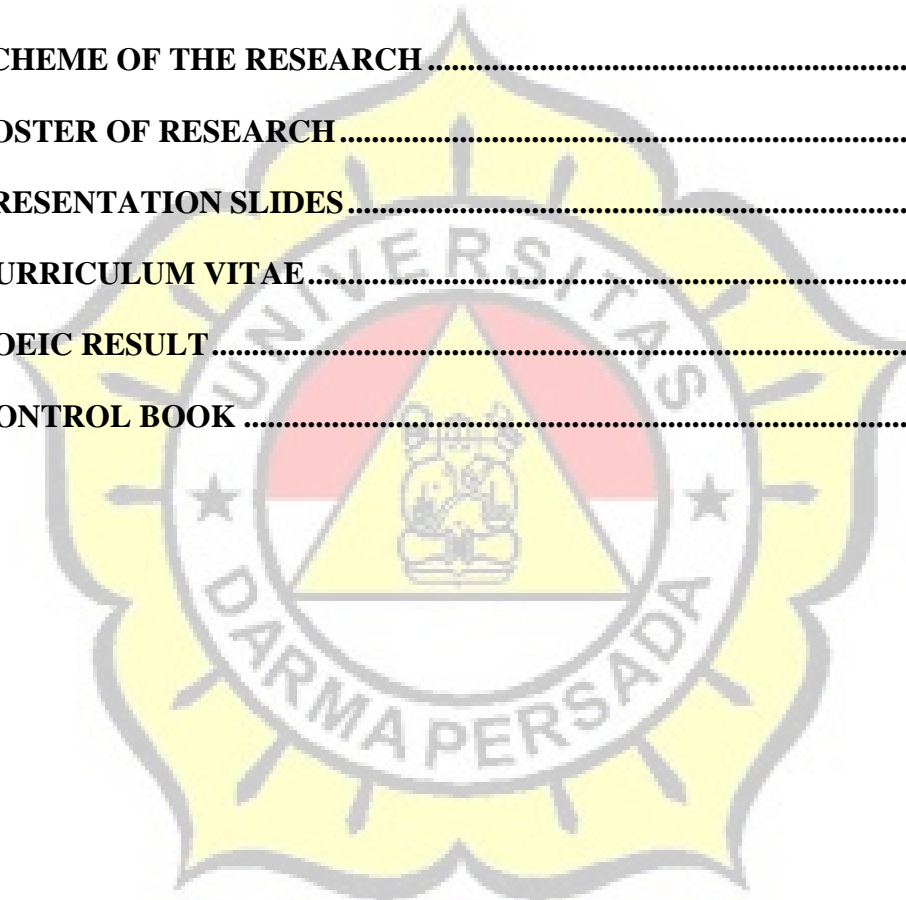 CHEME OF THE RESEARCH ........................................................
OSTER OF RESEARCH ........................................................
RESENTATION SLIDES ........................................................
URRICULUM VITAE ........................................................
OEIC RESULT ........................................................
ONTROL BOOK ........................................................
UNIVERSITAS
DARMA PERSADA